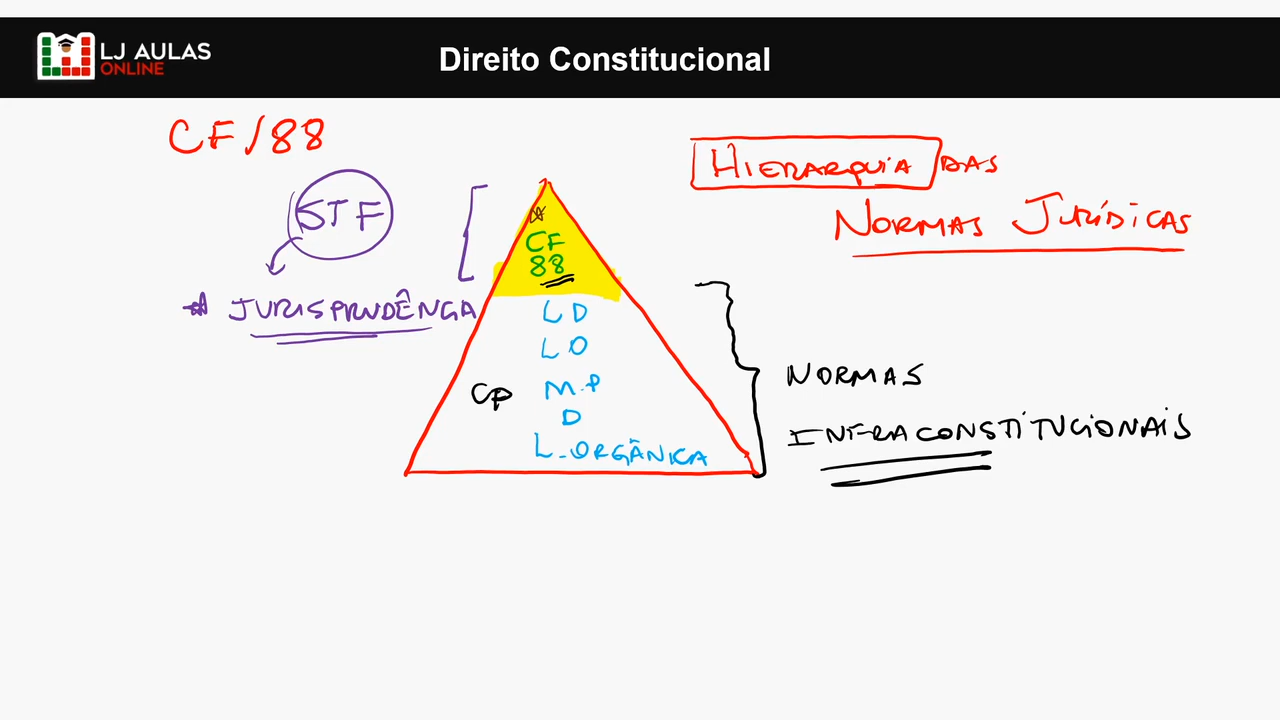 LJ AULAS
ONLINE
Direito Constitucional
CF/88
HIERARQUIA DAS
NORMAS JURÍDICAS
STF
JURISPRUDÊNCIA
CF
88
LD
LO
CP
M.P
D
L.ORGÂNICA
NORMAS
INFRACONSTITUCIONAIS